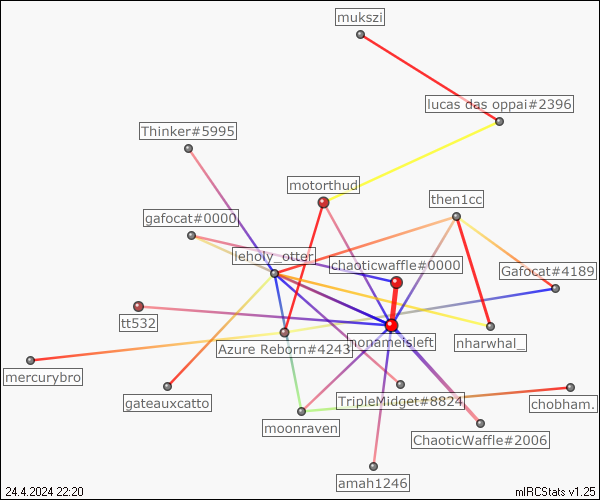 mukszi
lucas das oppai#2396
Thinker#5995
motorthud
then1cc
gafocat#0000
leholy_otter
chaoticwaffle#0000
Gafocat#4189
tt532
Azure Reborn#4243
nonameisleft
nharwhal_
mercurybro
gateauxcatto
TripleMidget#8824
chobham.
moonraven
ChaoticWaffle#2006
amah1246
24.4.2024 22:20
mIRCStats v1.25